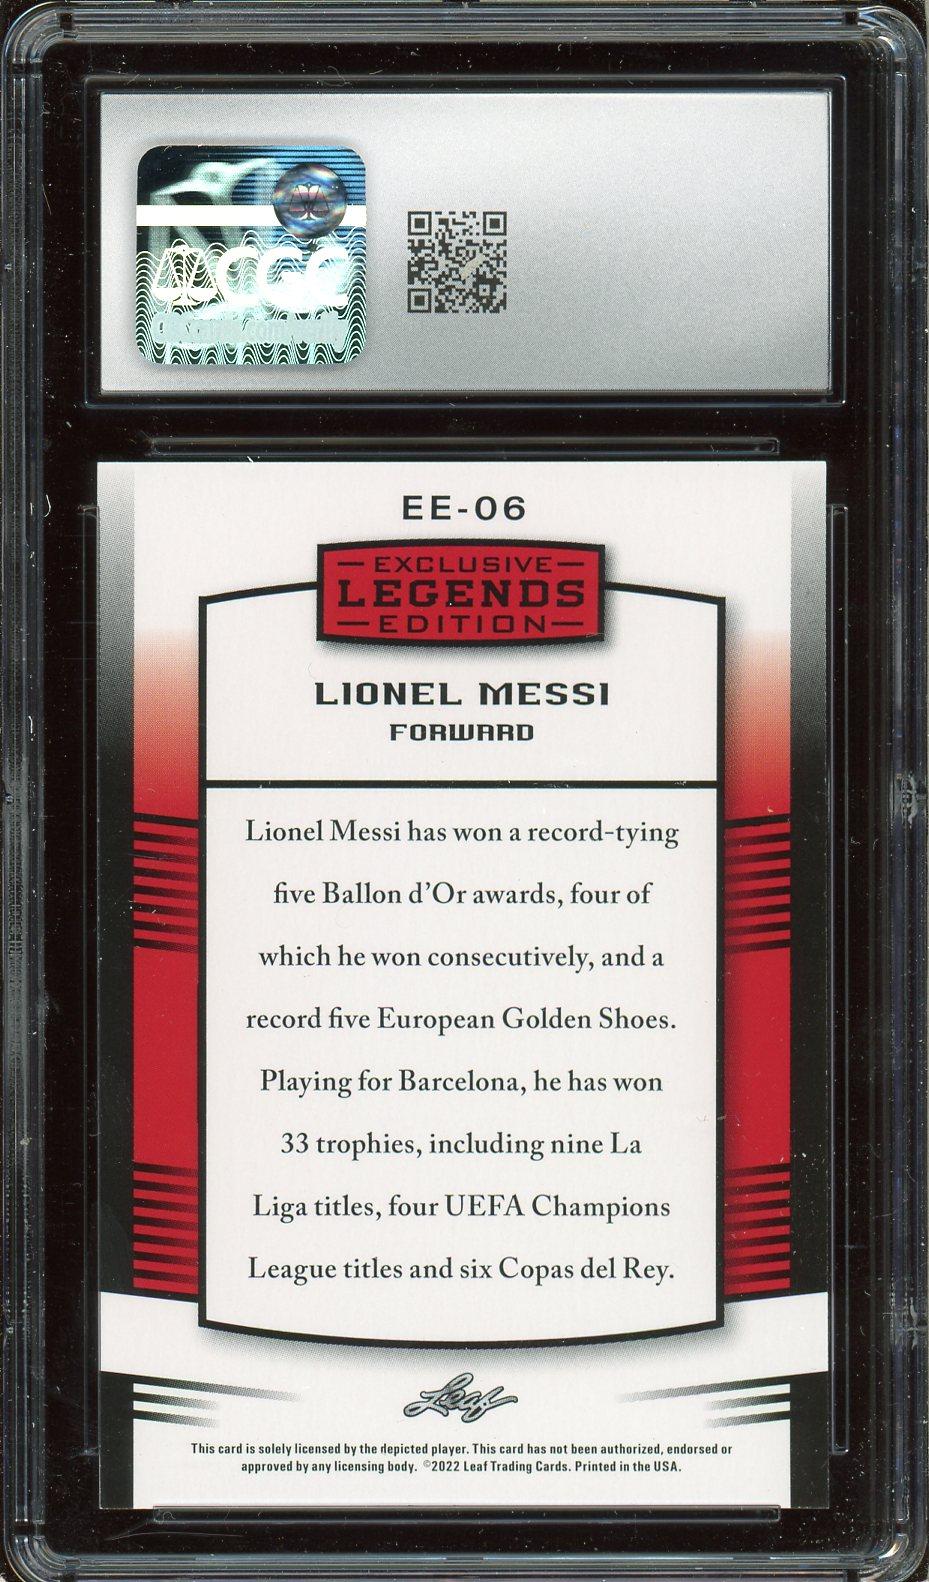 CGC
EE-06
EXCLUSIVE
LEGENDS
EDITION
LIONEL MESSI
FORWARD
Lionel Messi has won a record-tying
five Ballon d'Or awards, four of
which he won consecutively, and a
record five European Golden Shoes.
Playing for Barcelona, he has won
33 trophies, including nine La
Liga titles, four UEFA Champions
League titles and six Copas del Rey.
Leaf
This card is solely licensed by the depicted player. This card has not been authorized, endorsed or
approved by any licensing body. ©2022 Leaf Trading Cards. Printed in the USA.